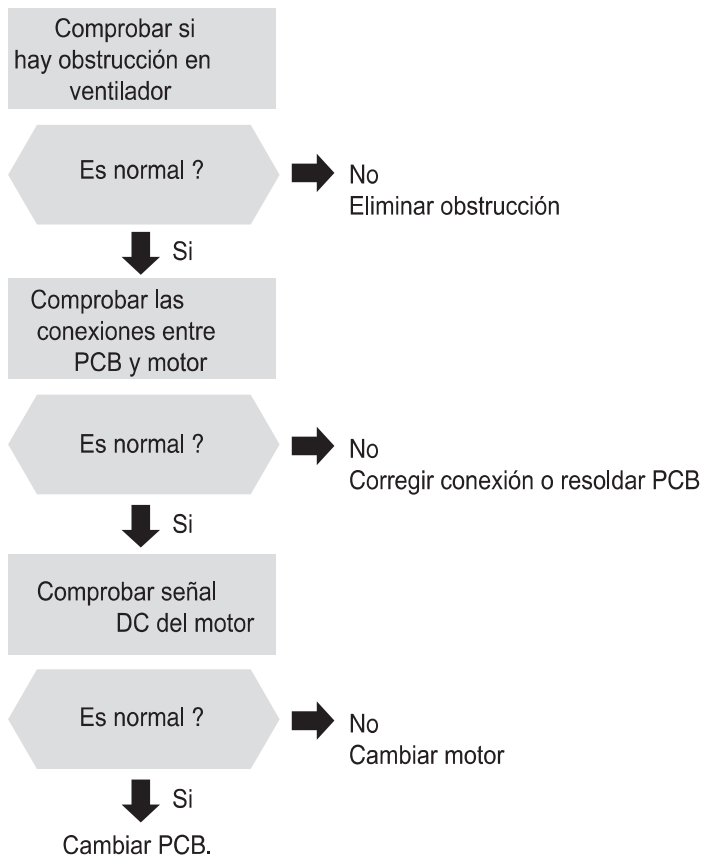 Comprobar si
hay obstrucción en
ventilador
Es normal ?
No
Eliminar obstrucción
Si
Comprobar las
conexiones entre
PCB y motor
Es normal ?
No
Corregir conexión o resoldar PCB
Si
Comprobar señal
DC del motor
Es normal ?
No
Cambiar motor
Si
Cambiar PCB.